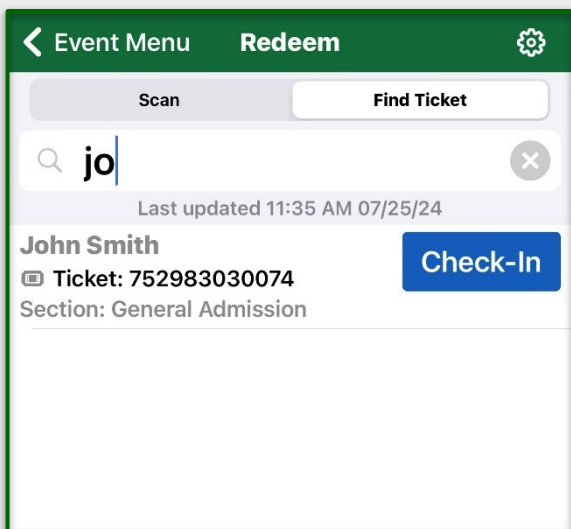 Event Menu Redeem
Scan Find Ticket
jo
Last updated 11:35 AM 07/25/24
John Smith
Check-In
Ticket: 752983030074
Section: General Admission